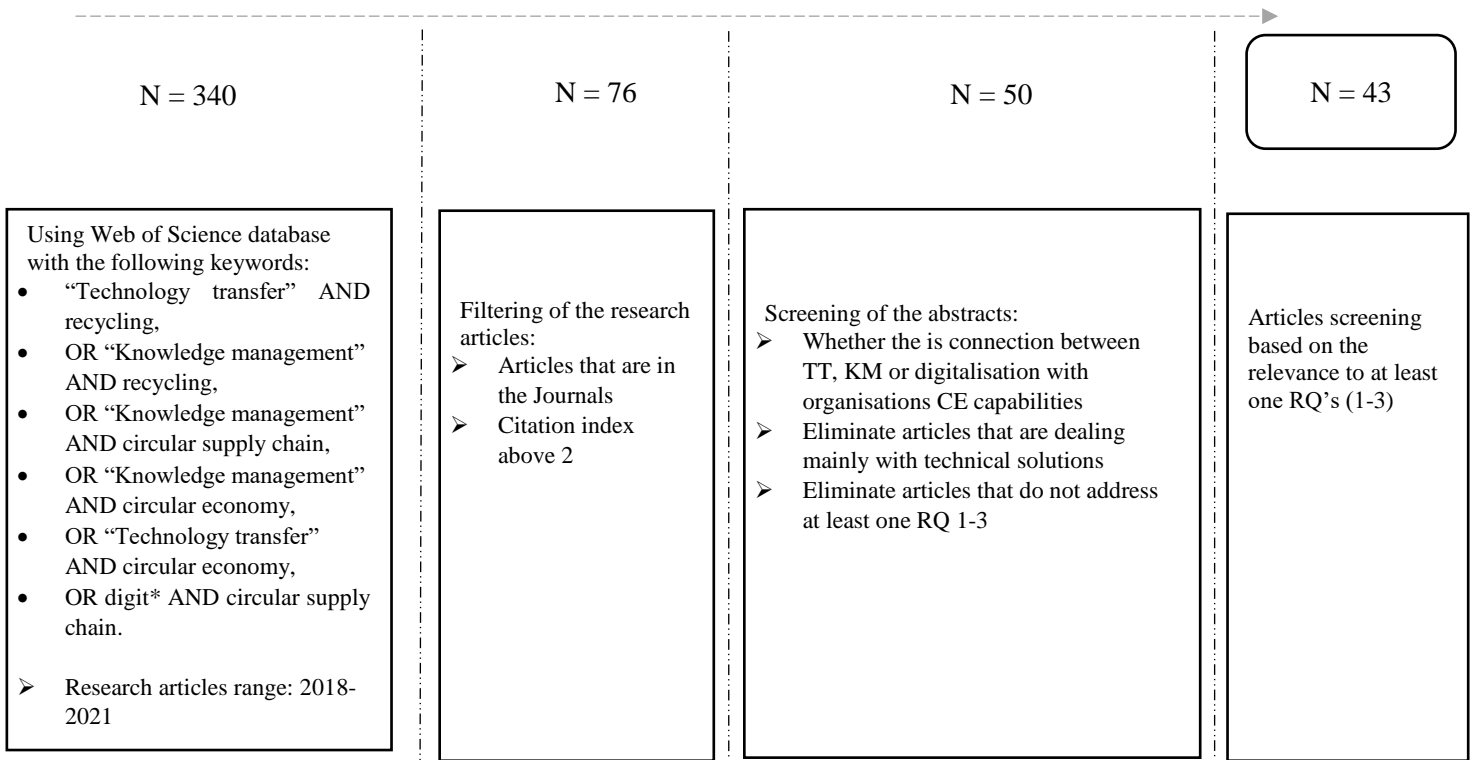 N = 340
N = 76
N = 50
N = 43
Using Web of Science database
with the following keywords:
• “Technology transfer” AND
recycling,
• OR “Knowledge management”
AND recycling,
• OR “Knowledge management”
AND circular supply chain,
• OR “Knowledge management”
AND circular economy,
• OR “Technology transfer”
AND circular economy,
• OR digit* AND circular supply
chain.
➢ Research articles range: 2018-
2021
Filtering of the research
articles:
➢ Articles that are in
the Journals
➢ Citation index
above 2
Screening of the abstracts:
➢ Whether the is connection between
TT, KM or digitalisation with
organisations CE capabilities
➢ Eliminate articles that are dealing
mainly with technical solutions
➢ Eliminate articles that do not address
at least one RQ 1-3
Articles screening
based on the
relevance to at least
one RQ’s (1-3)